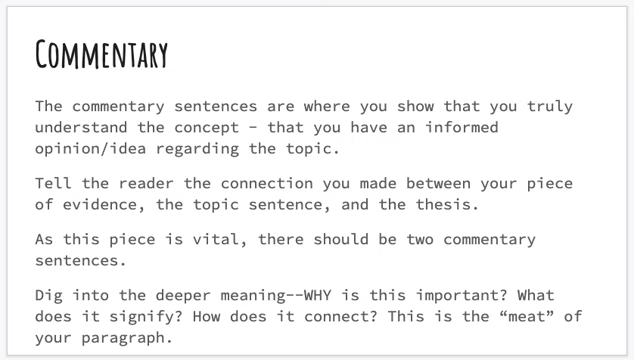 Commentary
The commentary sentences are where you show that you truly
understand the concept – that you have an informed
opinion/idea regarding the topic.
Tell the reader the connection you made between your piece
of evidence, the topic sentence, and the thesis.
As this piece is vital, there should be two commentary
sentences.
Dig into the deeper meaning––WHY is this important? What
does it signify? How does it connect? This is the “meat” of
your paragraph.